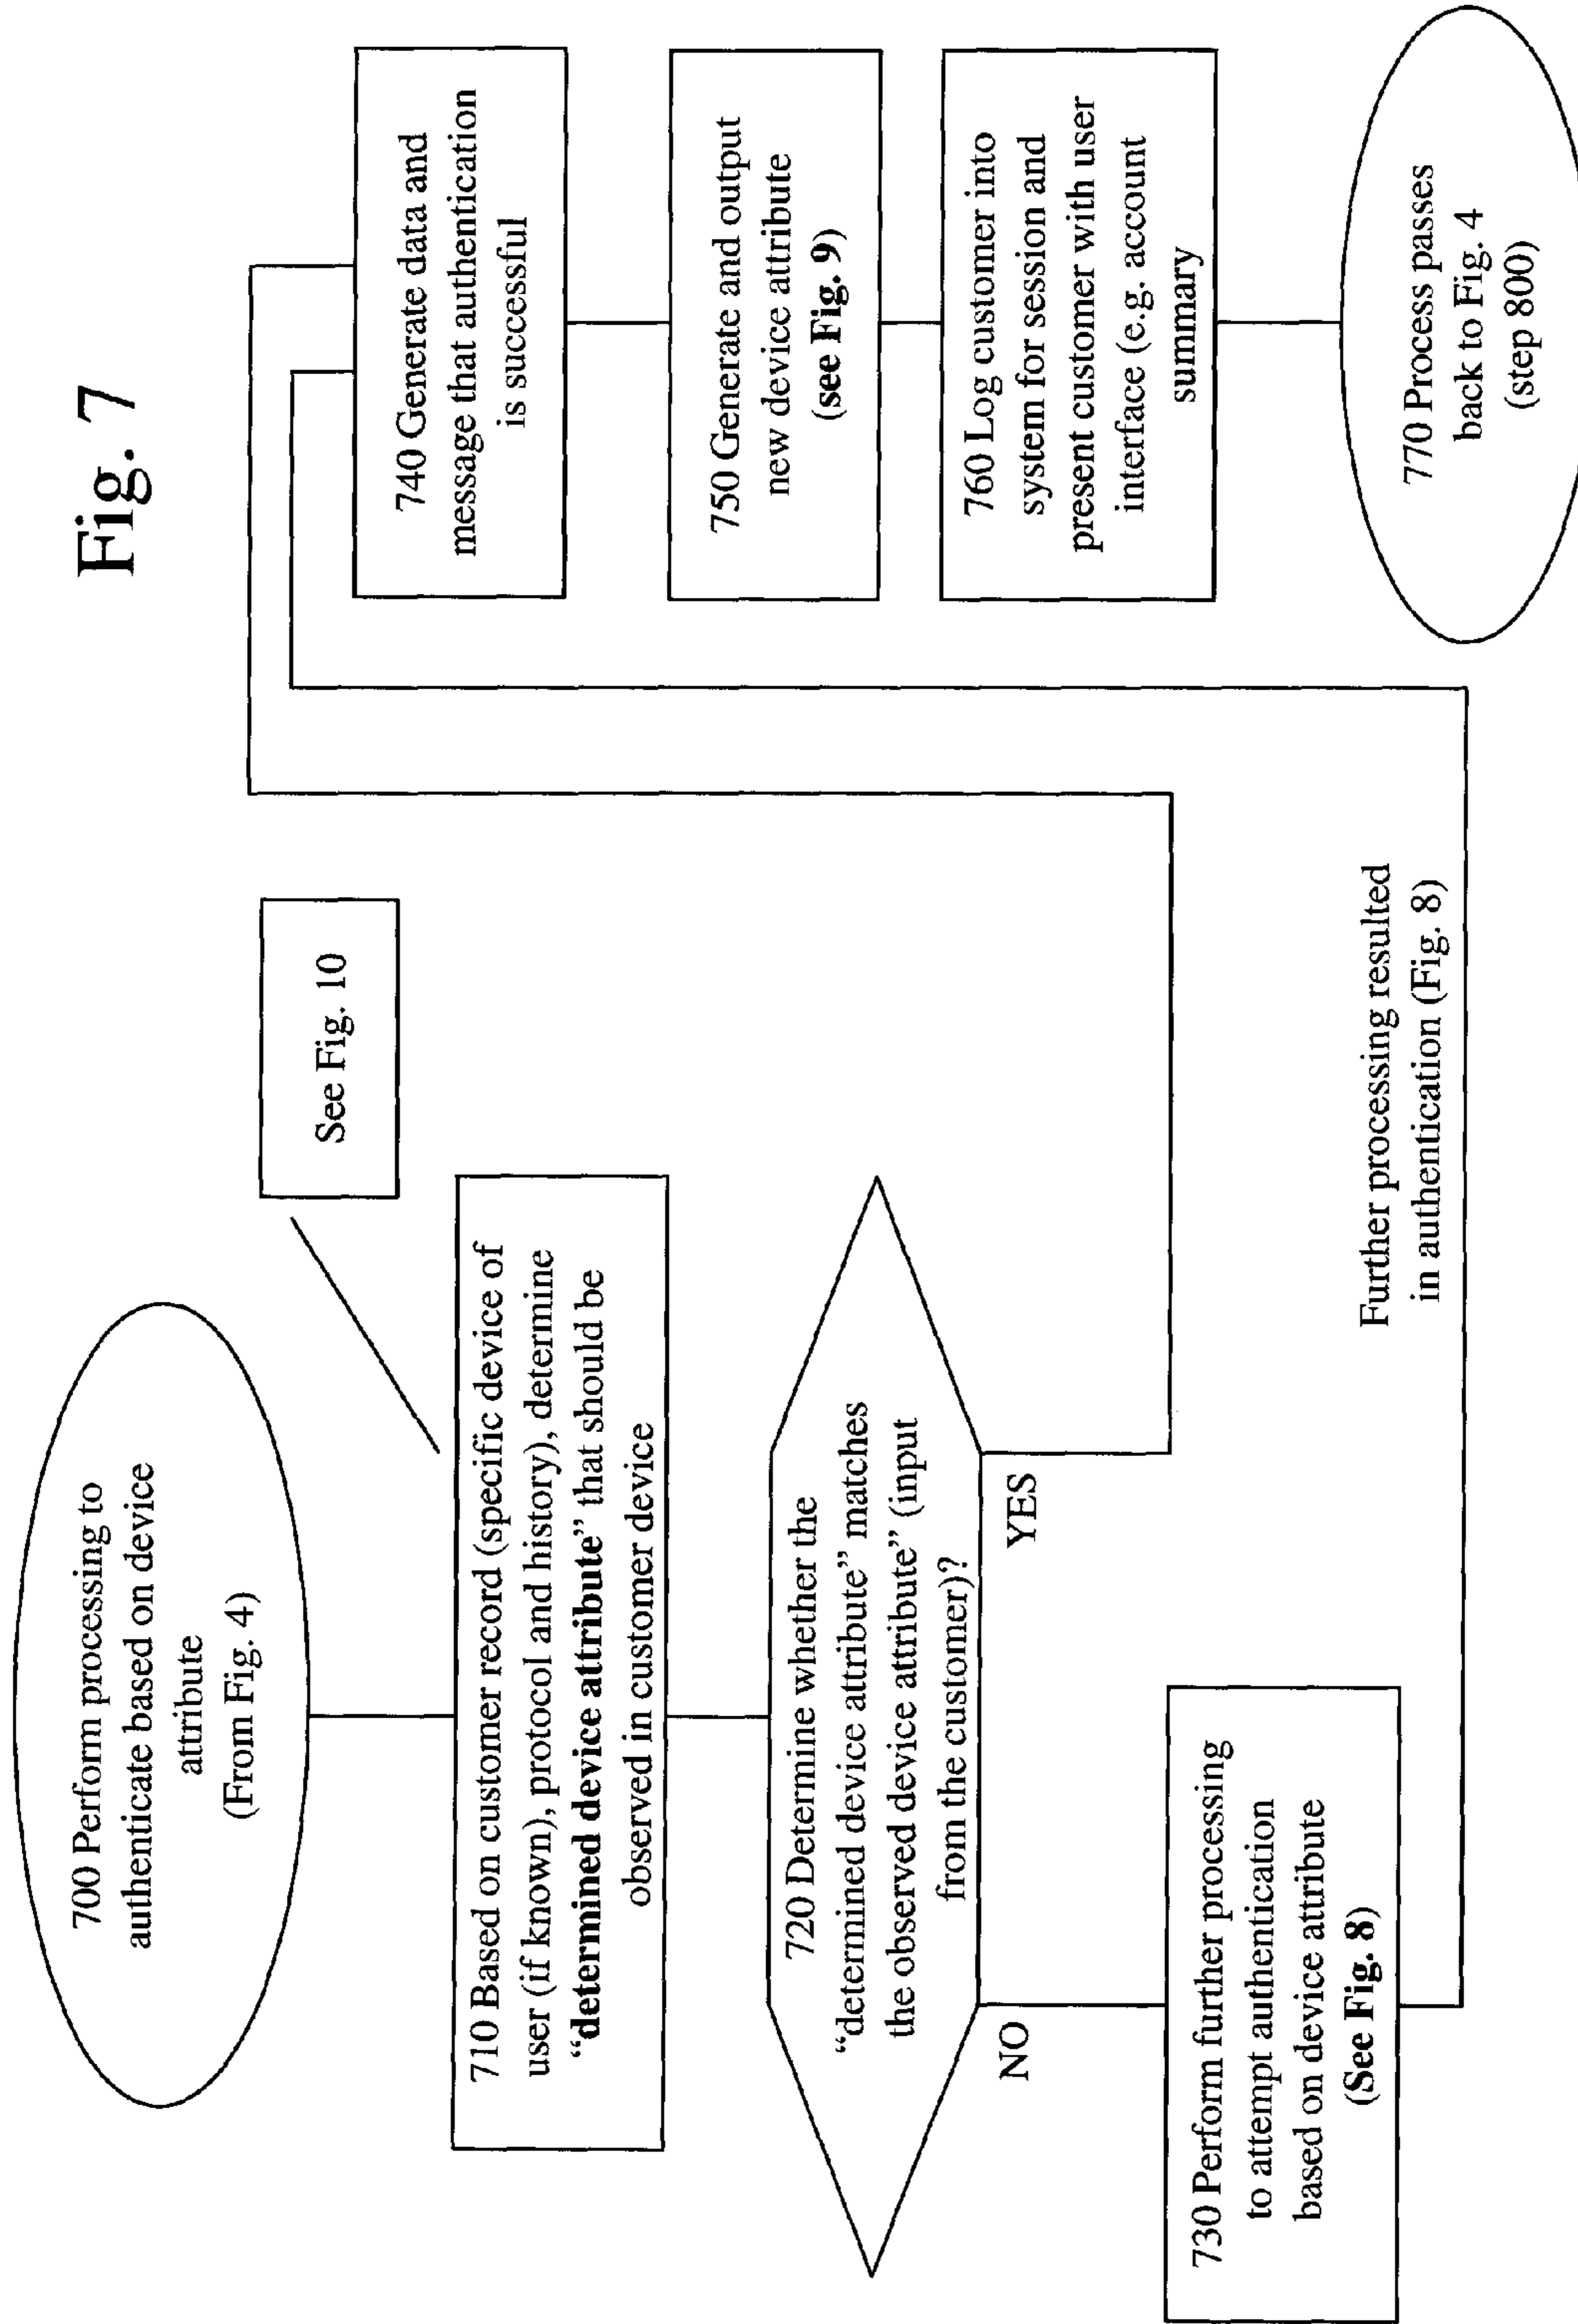 Fig. 7
700 Perform processing to
authenticate based on device
attribute
(From Fig. 4)
See Fig. 10
710 Based on customer record (specific device of
user (if known), protocol and history), determine
“determined device attribute” that should be
observed in customer device
720 Determine whether the
“determined device attribute” matches
the observed device attribute” (input
from the customer)?
NO
YES
730 Perform further processing
to attempt authentication
based on device attribute
(See Fig. 8)
Further processing resulted
in authentication (Fig. 8)
740 Generate data and
message that authentication
is successful
750 Generate and output
new device attribute
(see Fig. 9)
760 Log customer into
system for session and
present customer with user
interface (e.g. account
summary
770 Process passes
back to Fig. 4
(step 800)